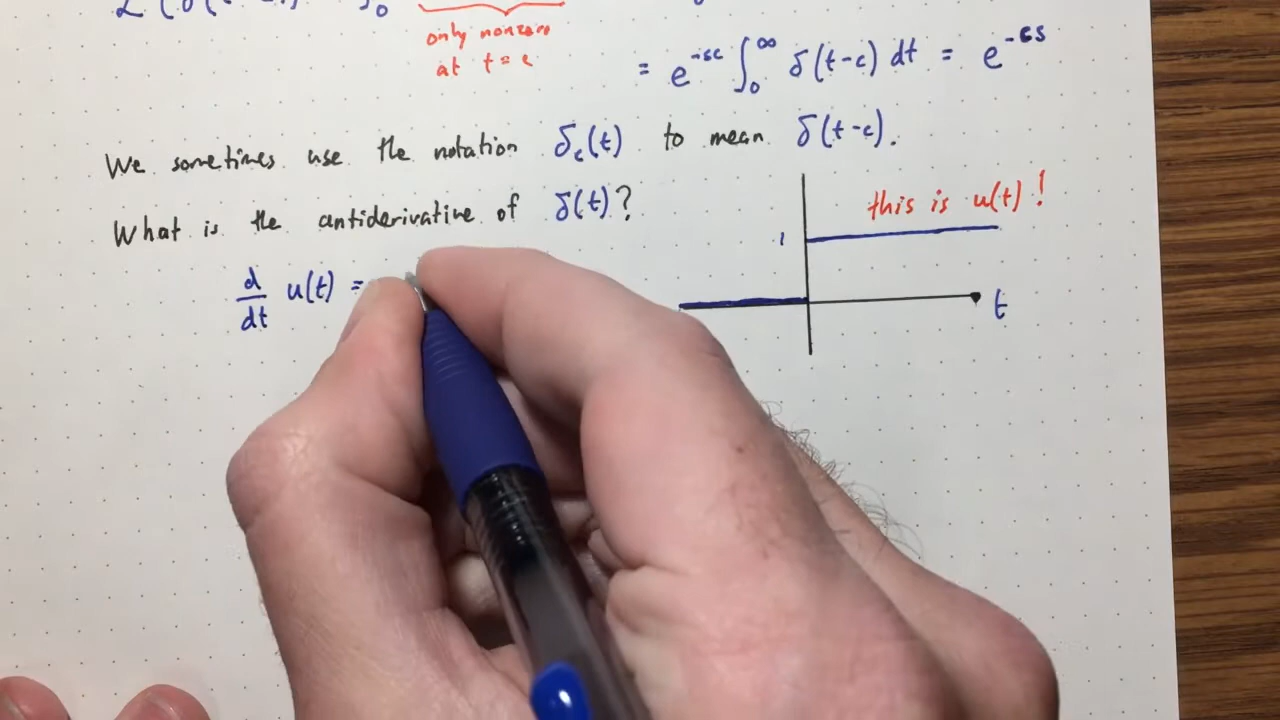 only nonzero
at t = c
= e^{-sc} ∫_0^∞ δ(t-c) dt = e^{-cs}
We sometimes use the notation δ_c(t) to mean δ(t-c).
What is the antiderivative of δ(t)?
this is u(t)!
1
d/dt u(t) =
t